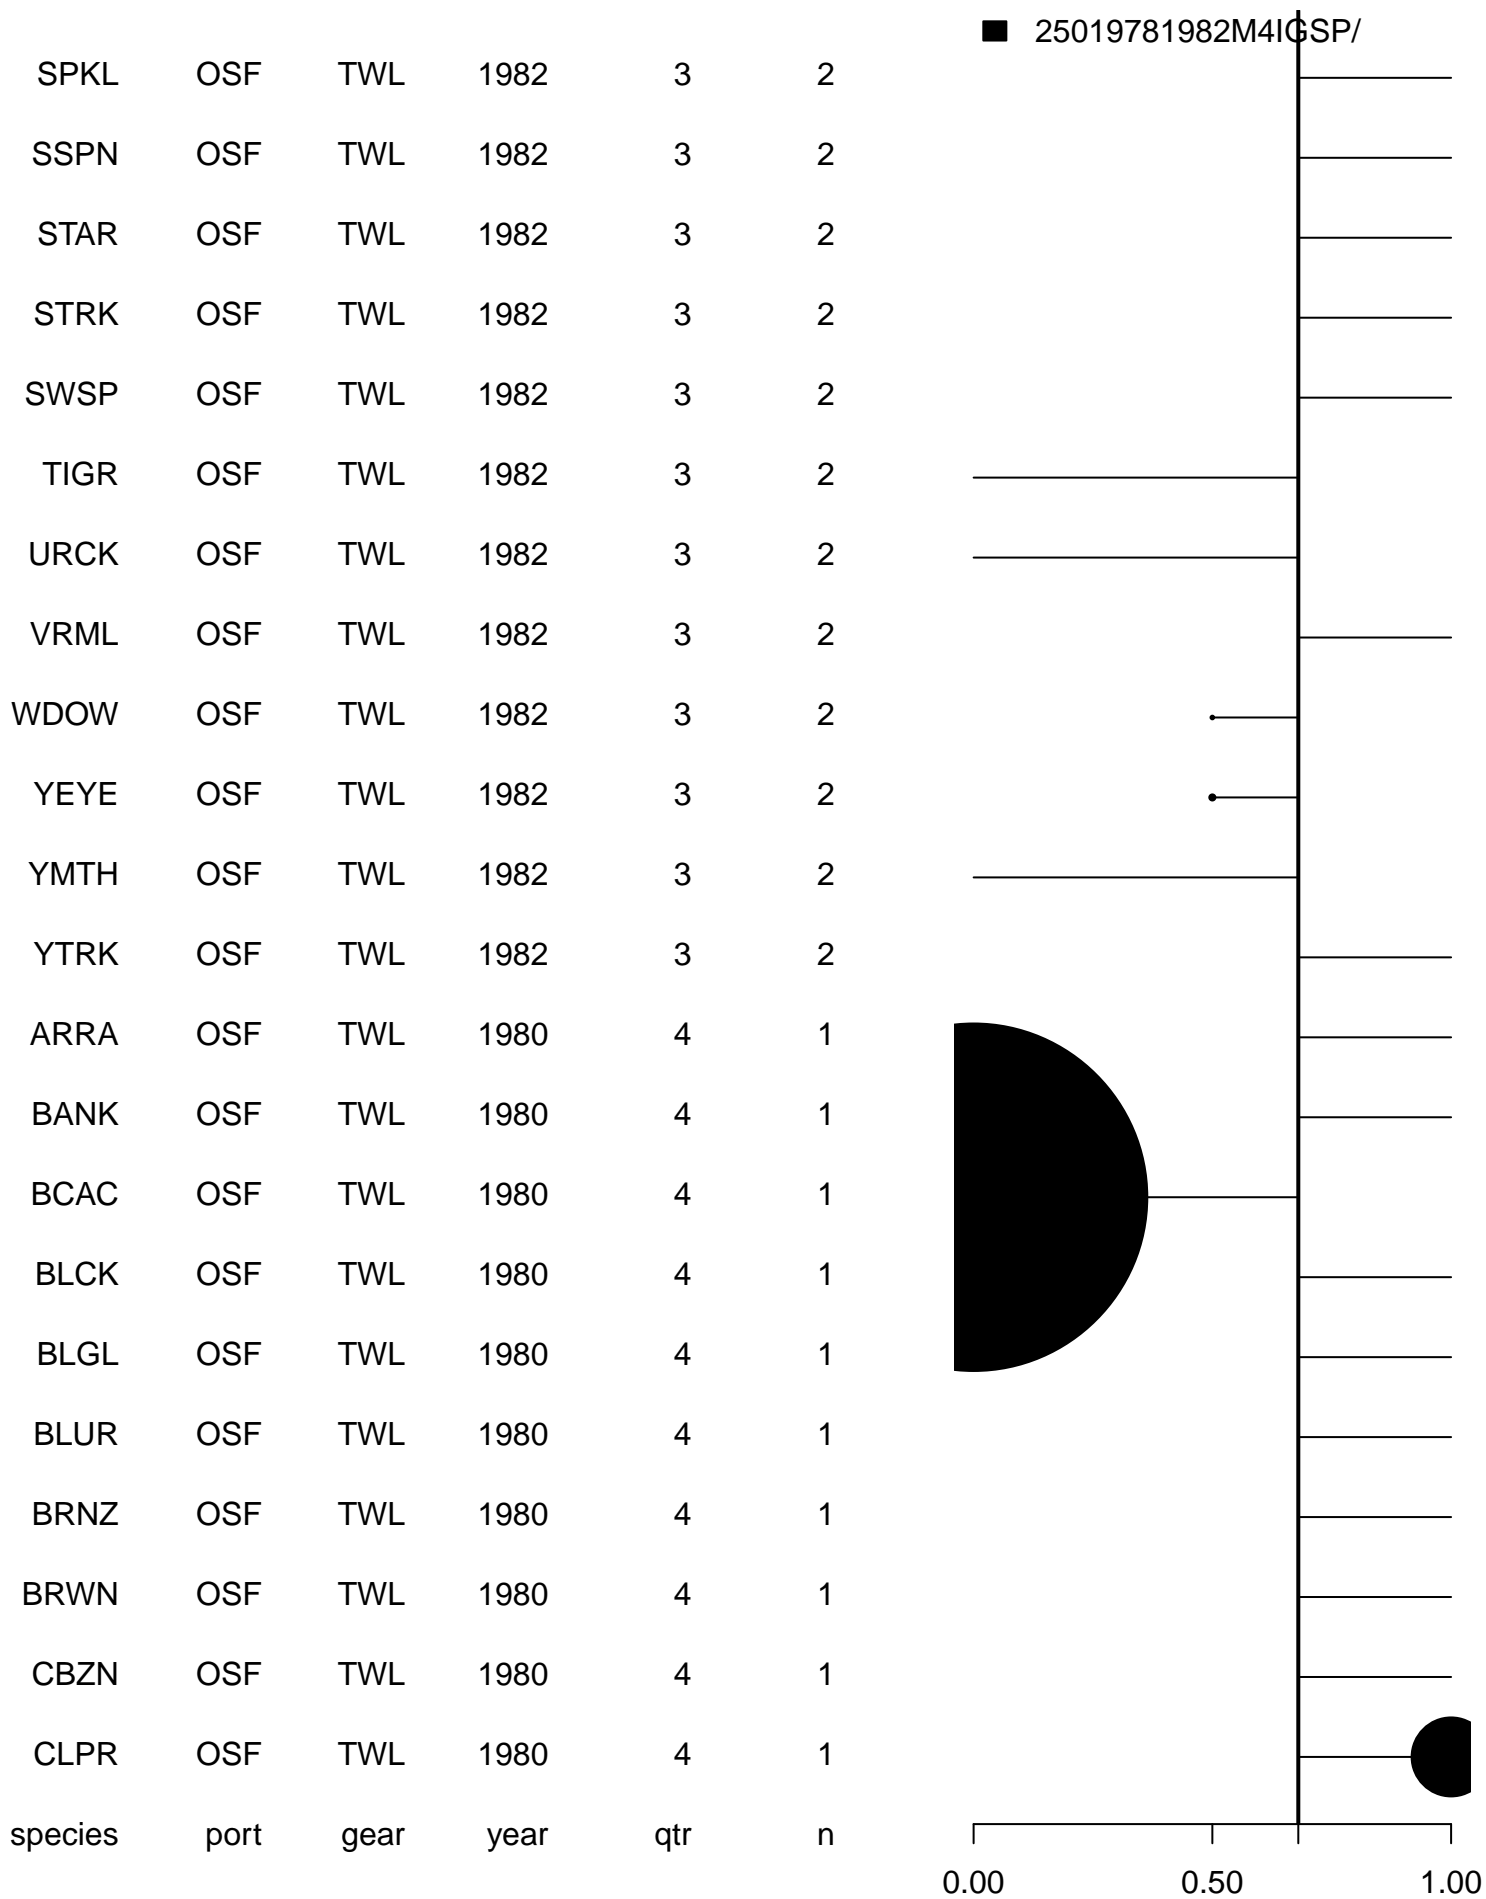 25019781982M4IGSP/
SPKL OSF TWL 1982 3 2
SSPN OSF TWL 1982 3 2
STAR OSF TWL 1982 3 2
STRK OSF TWL 1982 3 2
SWSP OSF TWL 1982 3 2
TIGR OSF TWL 1982 3 2
URCK OSF TWL 1982 3 2
VRML OSF TWL 1982 3 2
WDOW OSF TWL 1982 3 2
YEYE OSF TWL 1982 3 2
YMTH OSF TWL 1982 3 2
YTRK OSF TWL 1982 3 2
ARRA OSF TWL 1980 4 1
BANK OSF TWL 1980 4 1
BCAC OSF TWL 1980 4 1
BLCK OSF TWL 1980 4 1
BLGL OSF TWL 1980 4 1
BLUR OSF TWL 1980 4 1
BRNZ OSF TWL 1980 4 1
BRWN OSF TWL 1980 4 1
CBZN OSF TWL 1980 4 1
CLPR OSF TWL 1980 4 1
species port gear year qtr n
0.00 0.50 1.00